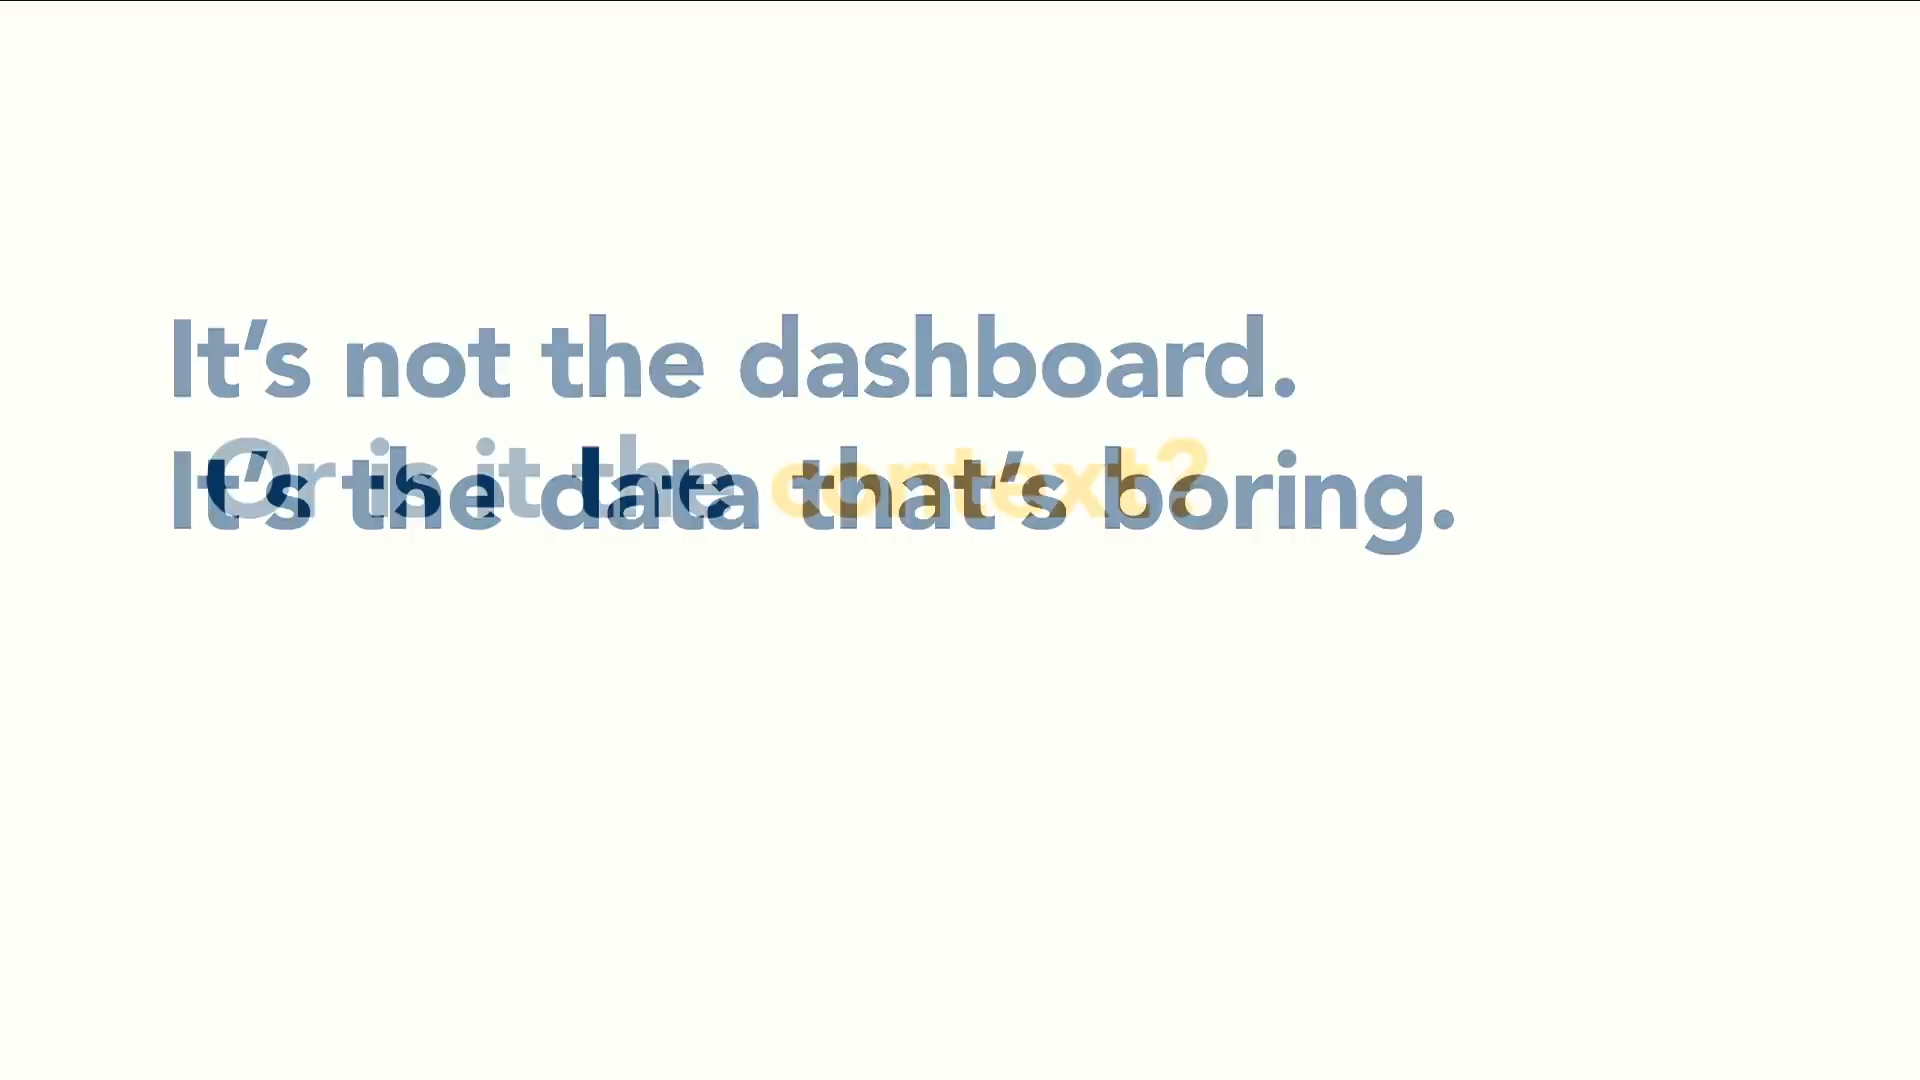 It’s not the dashboard.
It’s the data that’s boring.
Or is it the context?